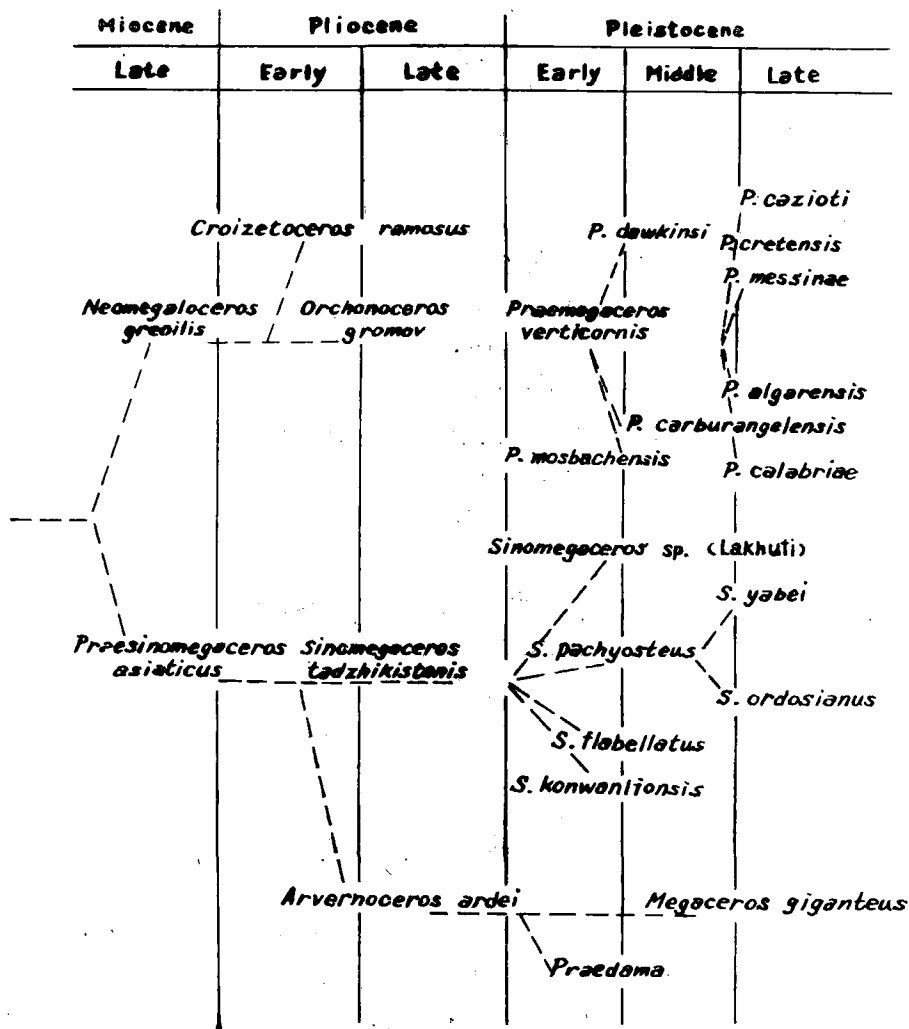 Miocene Pliocene Pleistocene
Late Early Late Early Middle Late
P. cazioti
Croizetoceros ramosus P. dawkinsi P. cretensis
P. messinae
Neomegaloceros Orchonoceros Praemegaceros
greoilis gromov verticornis
P. algarensis
P. carburangelensis
P. mosbachensis P. calabriae
Sinomegaceros sp. (Lakhuti)
S. yabei
Praesinomegaceros Sinomegaceros S. pachyosteus
asiaticus tadzhikistanis
S. ordosianus
S. flabellatus
S. konwanlionsis
Arvernoceros ardei Megaceros giganteus
Praedama